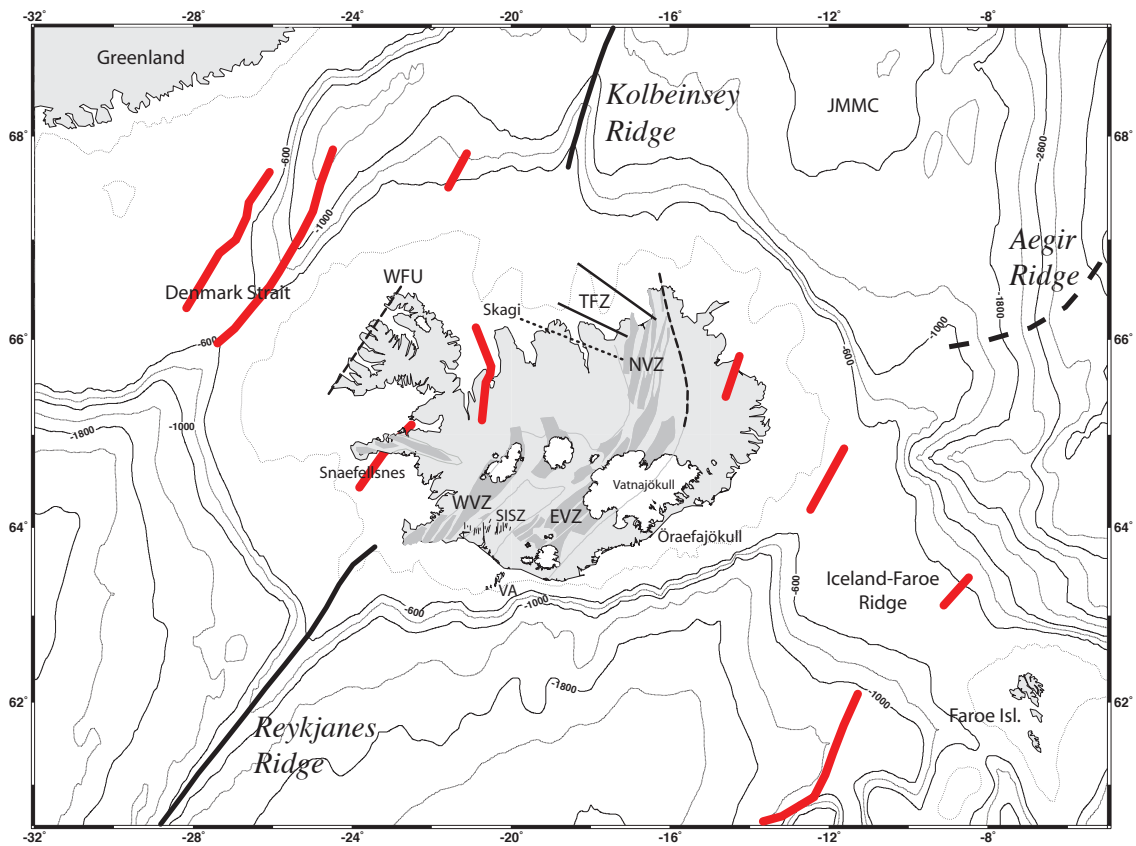 -32° -28° -24° -20° -16° -12° -8°
Greenland
Kolbeinsey
Ridge
JMMC
68°
68°
-600
-2600
-1000
Aegir
Ridge
WFU
Denmark Strait
TFZ
Skagi
-1800
-1000
66°
-600
-600
66°
NVZ
-1000
-1800
Snaefellsnes
Vatnajökull
WVZ
SISZ
EVZ
64°
64°
Öraefajökull
VA
-600
-1000
-600
Iceland-Faroe
Ridge
-1800
-1000
62°
62°
Faroe Isl.
Reykjanes
Ridge
-32° -28° -24° -20° -16° -12° -8°